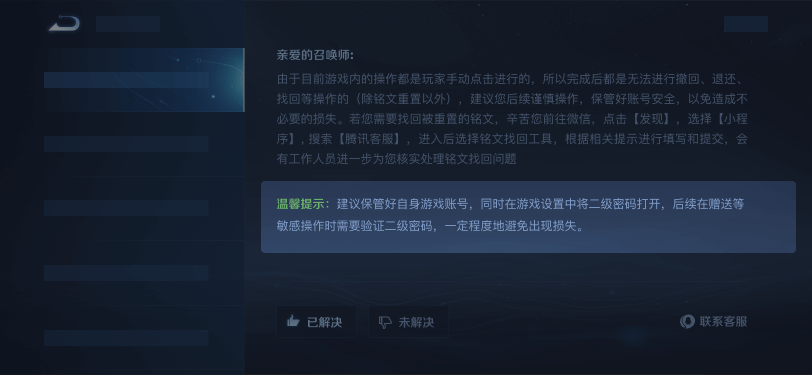 亲爱的召唤师:
由于目前游戏内的操作都是玩家手动点击进行的，所以完成后都是无法进行撤回、退还、
找回等操作的（除铭文重置以外），建议您后续谨慎操作，保管好账号安全，以免造成不
必要的损失。若您需要找回被重置的铭文，辛苦您前往微信，点击【发现】，选择【小程
序】，搜索【腾讯客服】，进入后选择铭文找回工具，根据相关提示进行填写和提交，会
有工作人员进一步为您核实处理铭文找回问题
温馨提示：建议保管好自身游戏账号，同时在游戏设置中将二级密码打开，后续在赠送等
敏感操作时需要验证二级密码，一定程度地避免出现损失。
已解决
未解决
联系客服